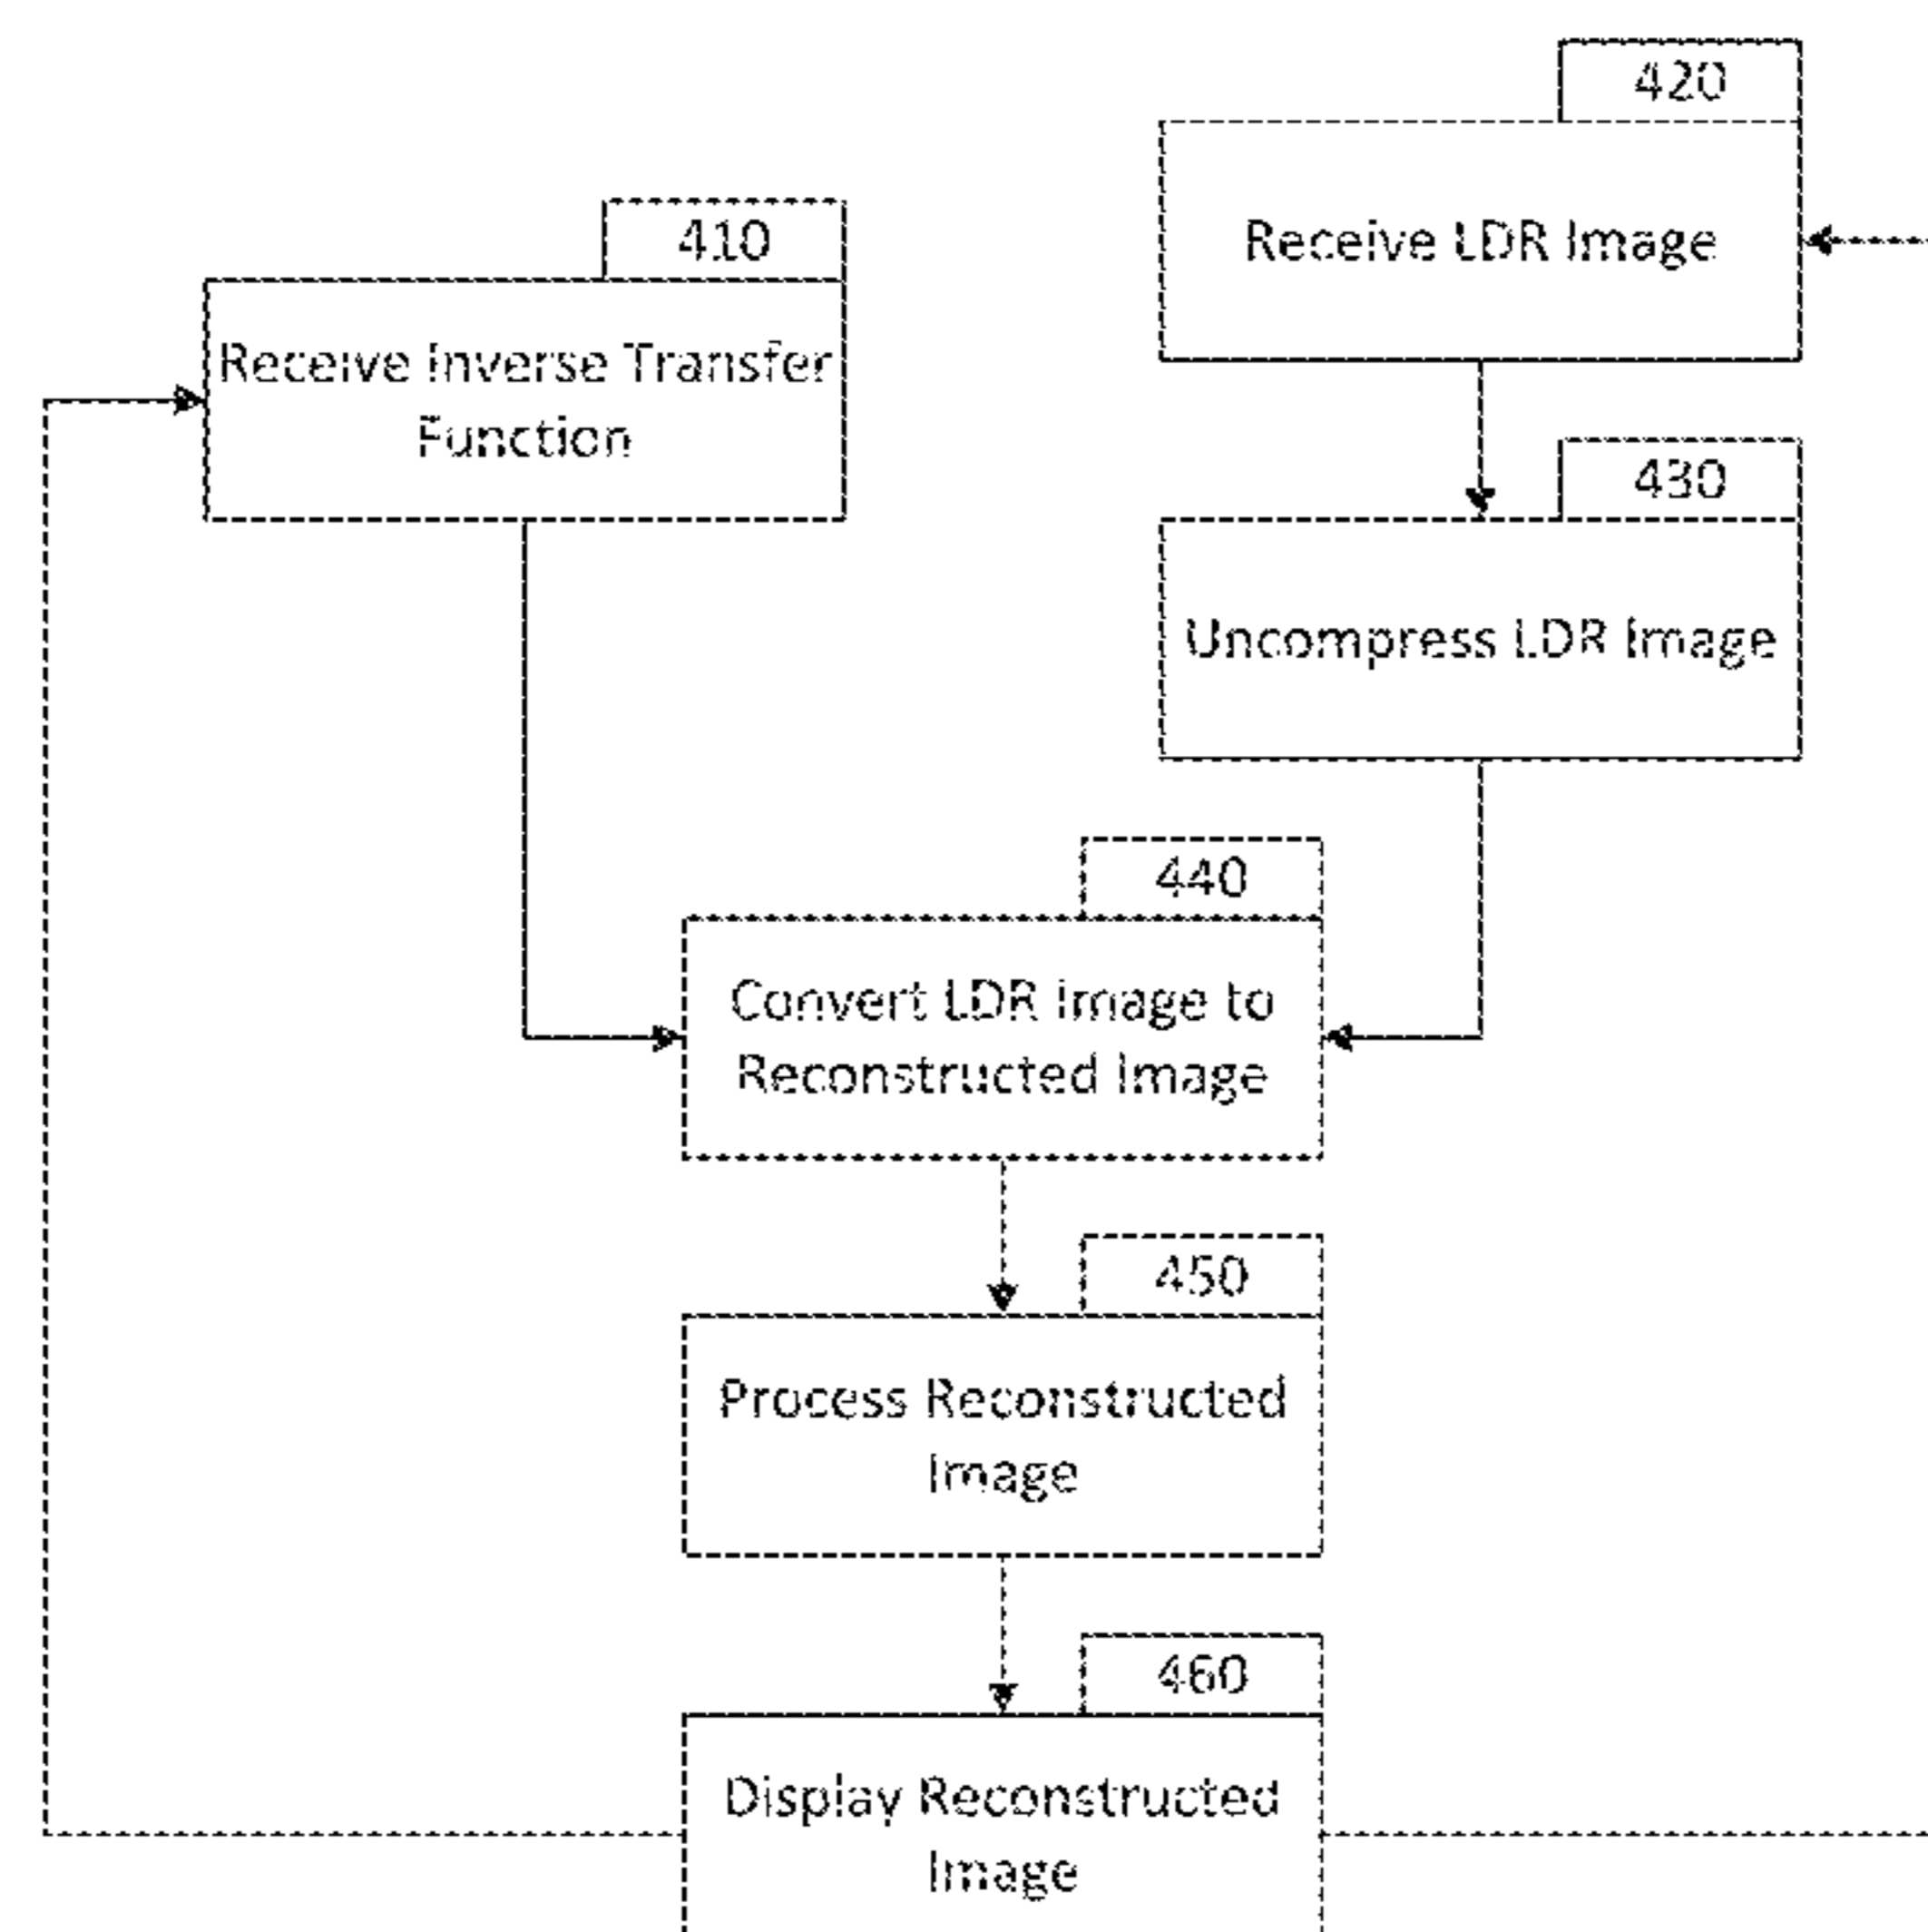 420
Receive LDR Image
410
Receive Inverse Transfer
Function
430
Uncompress LDR Image
440
Convert LDR Image to
Reconstructed Image
450
Process Reconstructed
Image
460
Display Reconstructed
Image